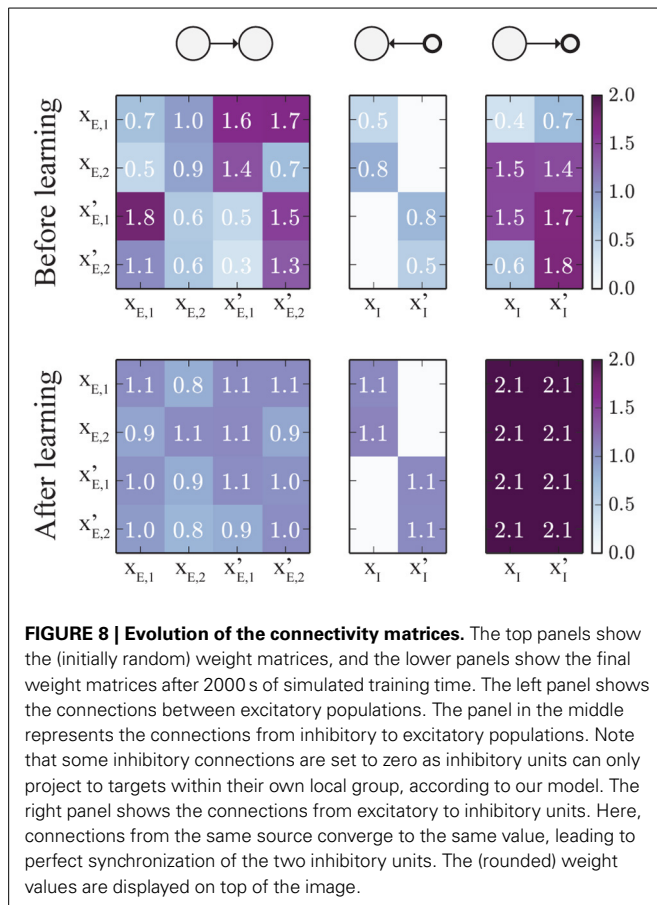 Before learning
x_E,1 0.7 1.0 1.6 1.7 0.5 0.4 0.7 2.0
x_E,2 0.5 0.9 1.4 0.7 0.8 1.5 1.4 1.5
x'_E,1 1.8 0.6 0.5 1.5 0.8 1.5 1.7 1.0
x'_E,2 1.1 0.6 0.3 1.3 0.5 0.6 1.8 0.5
0.0
x_E,1 x_E,2 x'_E,1 x'_E,2 x_I x'_I x_I x'_I
After learning
x_E,1 1.1 0.8 1.1 1.1 1.1 2.1 2.1 2.0
x_E,2 0.9 1.1 1.1 0.9 1.1 2.1 2.1 1.5
x'_E,1 1.0 0.9 1.1 1.0 1.1 2.1 2.1 1.0
x'_E,2 1.0 0.8 0.9 1.0 1.1 2.1 2.1 0.5
0.0
x_E,1 x_E,2 x'_E,1 x'_E,2 x_I x'_I x_I x'_I
FIGURE 8 | Evolution of the connectivity matrices. The top panels show
the (initially random) weight matrices, and the lower panels show the final
weight matrices after 2000 s of simulated training time. The left panel shows
the connections between excitatory populations. The panel in the middle
represents the connections from inhibitory to excitatory populations. Note
that some inhibitory connections are set to zero as inhibitory units can only
project to targets within their own local group, according to our model. The
right panel shows the connections from excitatory to inhibitory units. Here,
connections from the same source converge to the same value, leading to
perfect synchronization of the two inhibitory units. The (rounded) weight
values are displayed on top of the image.